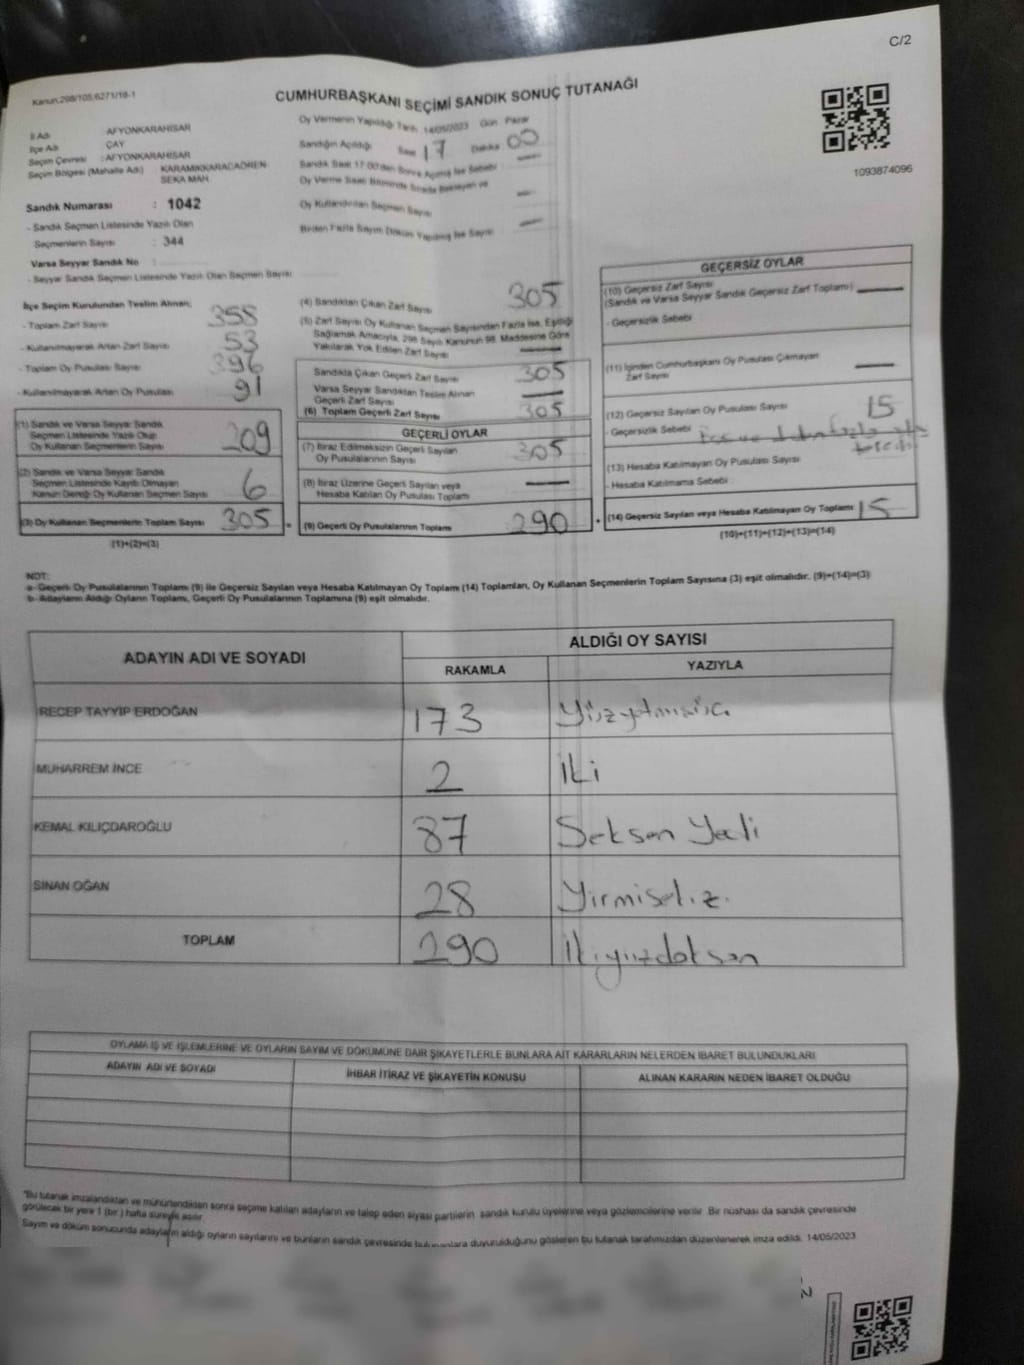 C/2
Kanun:298/105,6271/18-1
CUMHURBAŞKANI SEÇİMİ SANDIK SONUÇ TUTANAĞI
İl Adı : AFYONKARAHİSAR
İlçe Adı : ÇAY
Seçim Çevresi : AFYONKARAHİSAR
Seçim Bölgesi (Mahalle Adı) : KARAMIKKARACAÖREN-
SEKA MAH.
Sandık Numarası : 1042
- Sandık Seçmen Listesinde Yazılı Olan
Seçmenlerin Sayısı : 344
Varsa Seyyar Sandık No :
- Seyyar Sandık Seçmen Listesinde Yazılı Olan Seçmen Sayısı:
Oy Vermenin Yapıldığı Tarih 14/05/2023 Gün Pazar
Sandığın Açıldığı Saat 17 Dakika 00
Sandık Saat 17.00'den Sonra Açılmış İse Sebebi —
Oy Verme Saati Bitiminde Sırada Bekleyen ve
Oy Kullandırılan Seçmen Sayısı —
Birden Fazla Sayım Döküm Yapılmış İse Sayısı —
1093874096
İlçe Seçim Kurulundan Teslim Alınan;
- Toplam Zarf Sayısı 358
- Kullanılmayarak Artan Zarf Sayısı 53
- Toplam Oy Pusulası Sayısı 396
- Kullanılmayarak Artan Oy Pusulası 91
(1) Sandık ve Varsa Seyyar Sandık
Seçmen Listesinde Yazılı Olup
Oy Kullanan Seçmenlerin Sayısı 209
(2) Sandık ve Varsa Seyyar Sandık
Seçmen Listesinde Kayıtlı Olmayan
Kanun Gereği Oy Kullanan Seçmen Sayısı 6
(3) Oy Kullanan Seçmenlerin Toplam Sayısı 305
(1)+(2)=(3)
(4) Sandıktan Çıkan Zarf Sayısı 305
(5) Zarf Sayısı Oy Kullanan Seçmen Sayısından Fazla İse, Eşitliği
Sağlamak Amacıyla, 298 Sayılı Kanunun 98. Maddesine Göre
Yakılarak Yok Edilen Zarf Sayısı —
Sandıkta Çıkan Geçerli Zarf Sayısı 305
Varsa Seyyar Sandıktan Teslim Alınan
Geçerli Zarf Sayısı —
(6) Toplam Geçerli Zarf Sayısı 305
GEÇERLİ OYLAR
(7) İtiraz Edilmeksizin Geçerli Sayılan
Oy Pusulalarının Sayısı 305
(8) İtiraz Üzerine Geçerli Sayılan veya
Hesaba Katılan Oy Pusulası Toplamı —
(9) Geçerli Oy Pusulalarının Toplamı 290
GEÇERSİZ OYLAR
(10) Geçersiz Zarf Sayısı
(Sandık ve Varsa Seyyar Sandık Geçersiz Zarf Toplamı) —
- Geçersizlik Sebebi
(11) İçinden Cumhurbaşkanı Oy Pusulası Çıkmayan
Zarf Sayısı —
(12) Geçersiz Sayılan Oy Pusulası Sayısı 15
- Geçersizlik Sebebi
(13) Hesaba Katılmayan Oy Pusulası Sayısı
- Hesaba Katılmama Sebebi :
(14) Geçersiz Sayılan veya Hesaba Katılmayan Oy Toplamı 15
(10)+(11)+(12)+(13)=(14)
NOT:
a- Geçerli Oy Pusulalarının Toplamı (9) ile Geçersiz Sayılan veya Hesaba Katılmayan Oy Toplamı (14) Toplamları, Oy Kullanan Seçmenlerin Toplam Sayısına (3) eşit olmalıdır. (9)+(14)=(3)
b- Adayların Aldığı Oyların Toplamı, Geçerli Oy Pusulalarının Toplamına (9) eşit olmalıdır.
ADAYIN ADI VE SOYADI ALDIĞI OY SAYISI
RAKAMLA YAZIYLA
RECEP TAYYİP ERDOĞAN 173 Yüzyetmişüç.
MUHARREM İNCE 2 İki
KEMAL KILIÇDAROĞLU 87 Seksen Yedi
SİNAN OĞAN 28 Yirmisekiz.
TOPLAM 290 İkiyüzdoksan
OYLAMA İŞ VE İŞLEMLERİNE VE OYLARIN SAYIM VE DÖKÜMÜNE DAİR ŞİKAYETLERLE BUNLARA AİT KARARLARIN NELERDEN İBARET BULUNDUKLARI
ADAYIN ADI VE SOYADI İHBAR İTİRAZ VE ŞİKAYETİN KONUSU ALINAN KARARIN NEDEN İBARET OLDUĞU
"Bu tutanak imzalandıktan ve mühürlendikten sonra seçime katılan adayların ve talep eden siyasi partilerin sandık kurulu üyelerine veya gözlemcilerine verilir. Bir nüshası da sandık çevresinde
görülecek bir yere 1 (bir) hafta süreyle asılır.
Sayım ve döküm sonucunda adayların aldığı oyların sayılarını ve bunların sandık çevresinde bulunanlara duyurulduğunu gösteren bu tutanak tarafımızdan düzenlenerek imza edildi. 14/05/2023